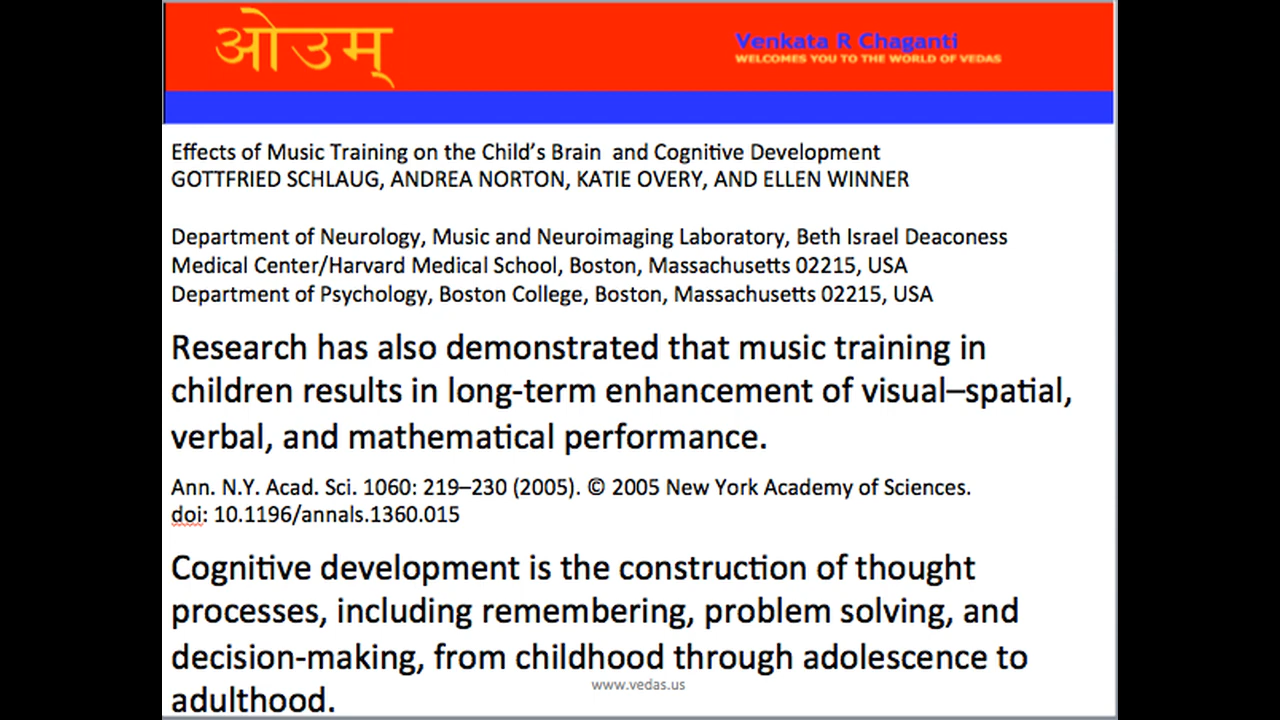 ओउम्
Venkata R Chaganti
WELCOMES YOU TO THE WORLD OF VEDAS
Effects of Music Training on the Child’s Brain  and Cognitive Development
GOTTFRIED SCHLAUG, ANDREA NORTON, KATIE OVERY, AND ELLEN WINNER
Department of Neurology, Music and Neuroimaging Laboratory, Beth Israel Deaconess
Medical Center/Harvard Medical School, Boston, Massachusetts 02215, USA
Department of Psychology, Boston College, Boston, Massachusetts 02215, USA
Research has also demonstrated that music training in
children results in long-term enhancement of visual–spatial,
verbal, and mathematical performance.
Ann. N.Y. Acad. Sci. 1060: 219–230 (2005). © 2005 New York Academy of Sciences.
doi: 10.1196/annals.1360.015
Cognitive development is the construction of thought
processes, including remembering, problem solving, and
decision-making, from childhood through adolescence to
adulthood.
www.vedas.us